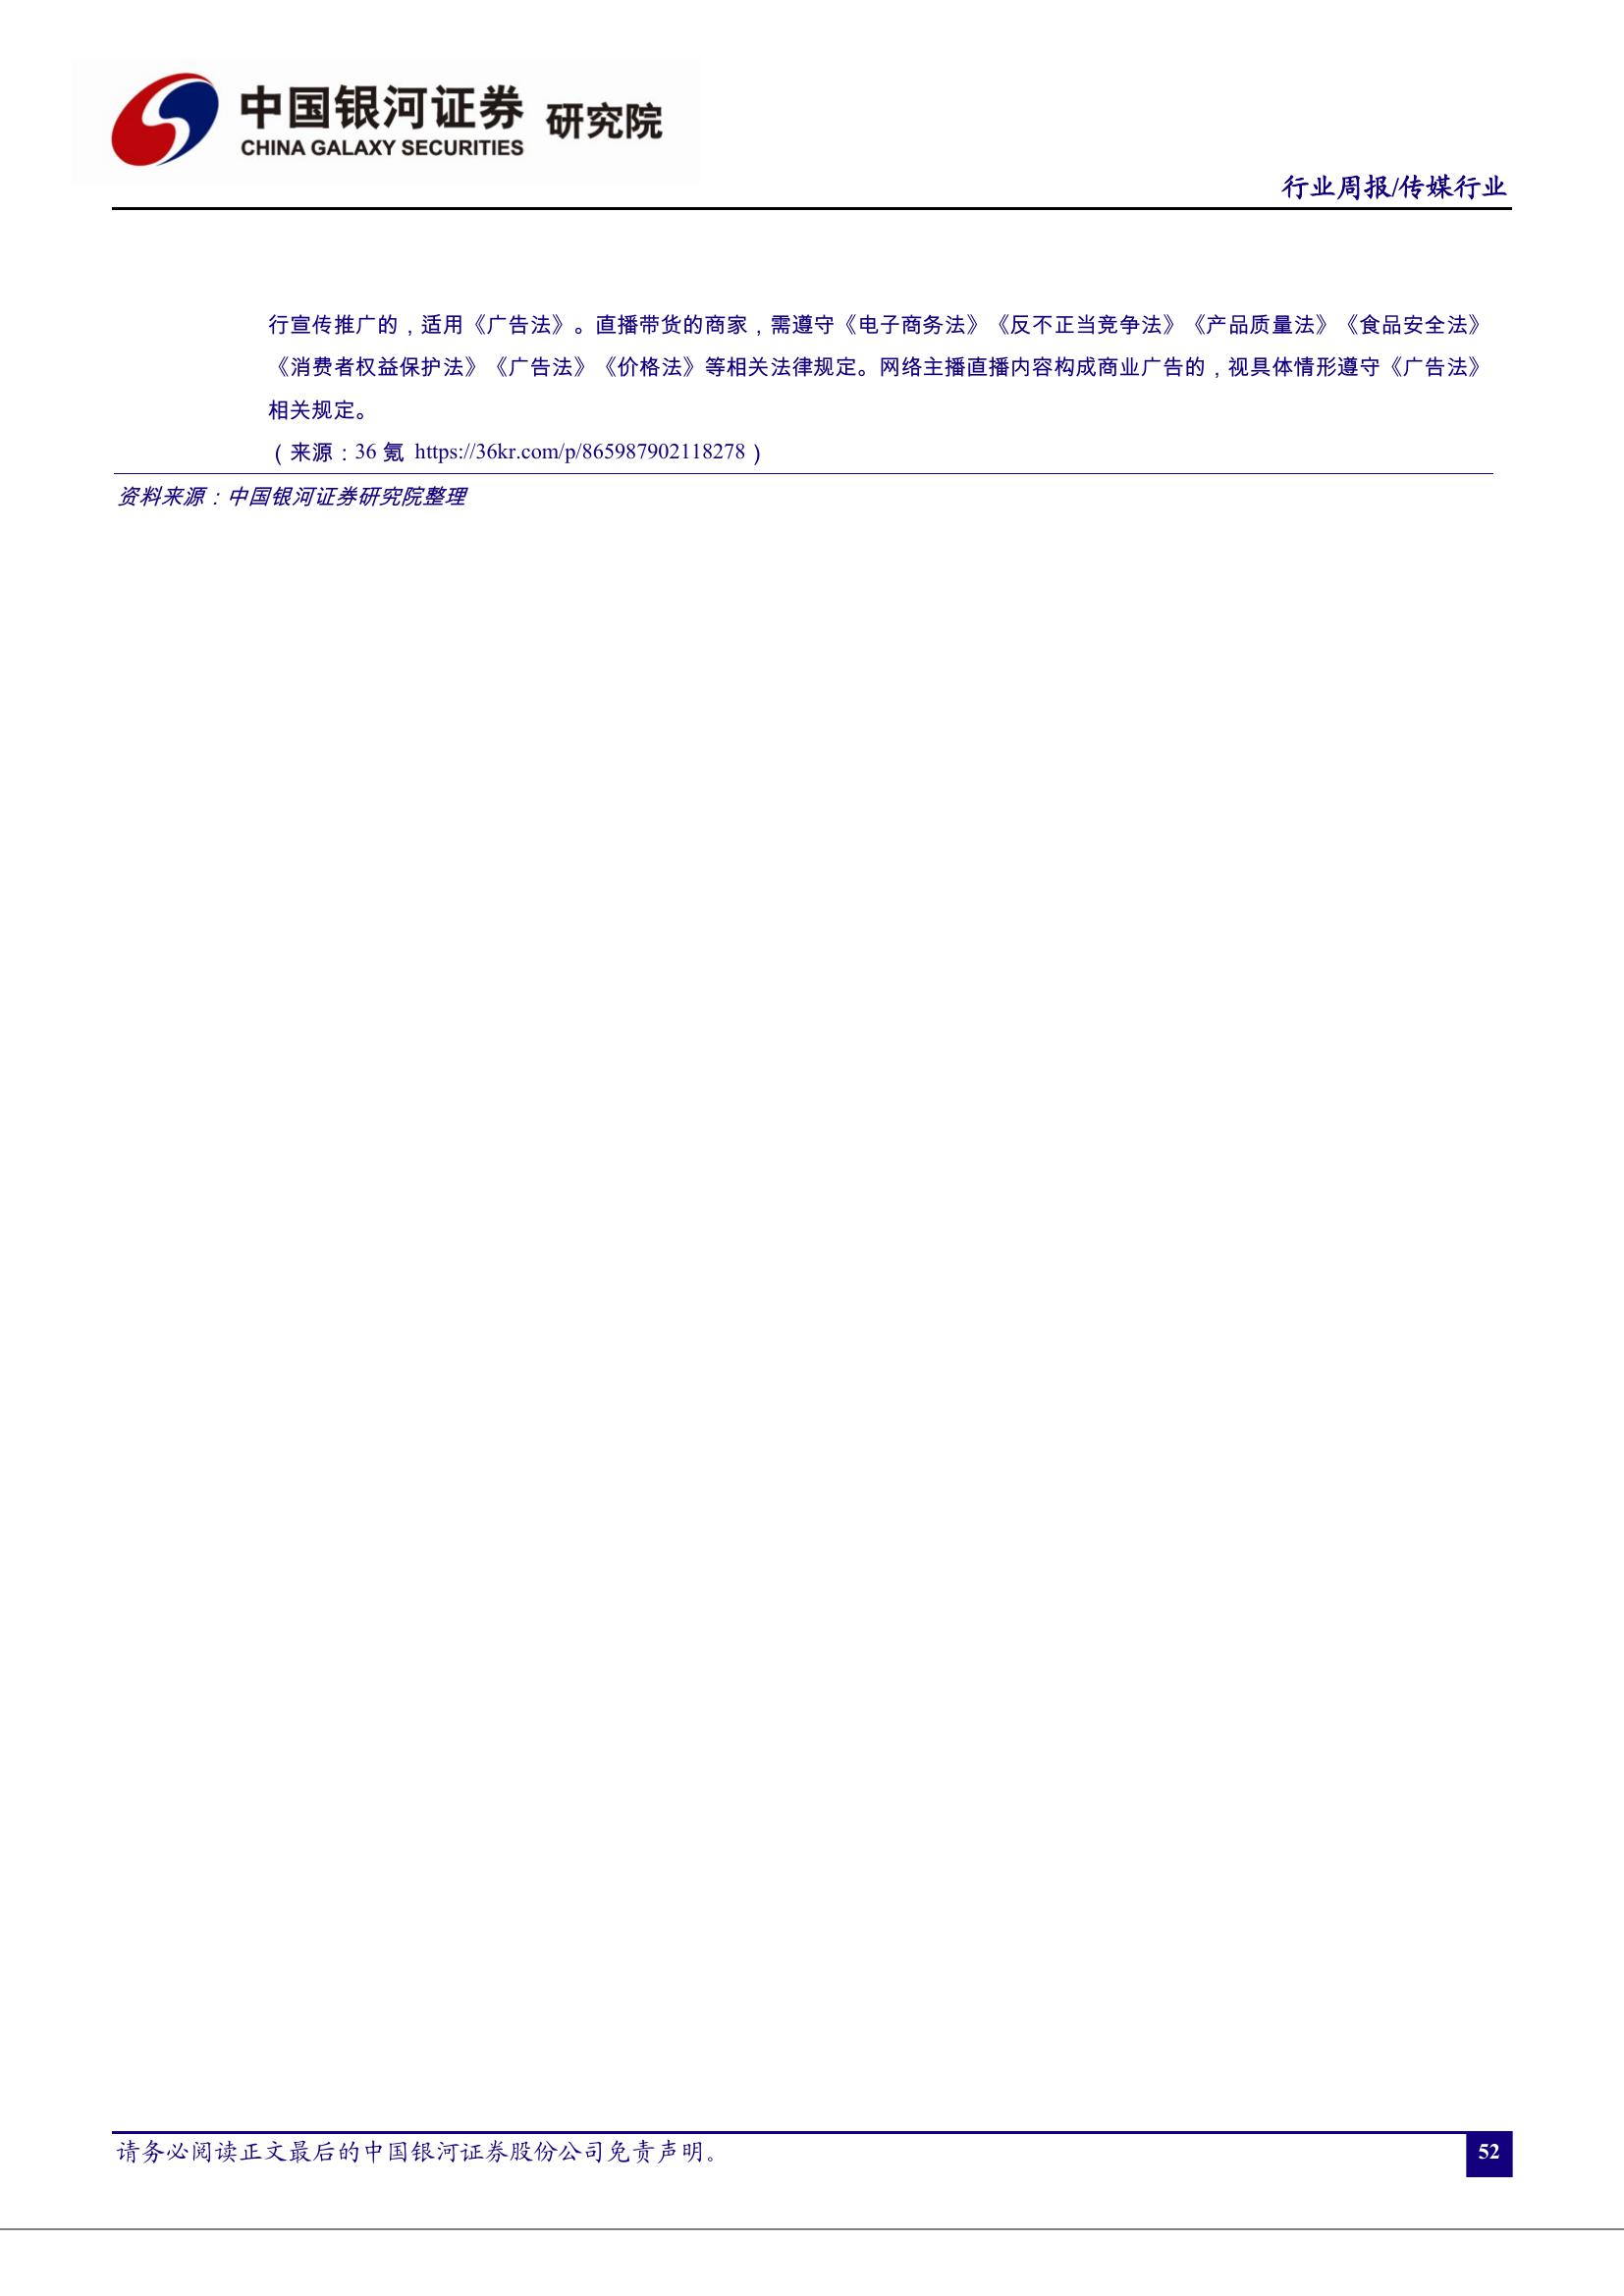 中国银河证券 研究院
CHINA GALAXY SECURITIES
行业周报/传媒行业
行宣传推广的，适用《广告法》。直播带货的商家，需遵守《电子商务法》《反不正当竞争法》《产品质量法》《食品安全法》
《消费者权益保护法》《广告法》《价格法》等相关法律规定。网络主播直播内容构成商业广告的，视具体情形遵守《广告法》
相关规定。
（来源：36 氪 https://36kr.com/p/865987902118278）
资料来源：中国银河证券研究院整理
请务必阅读正文最后的中国银河证券股份公司免责声明。
52